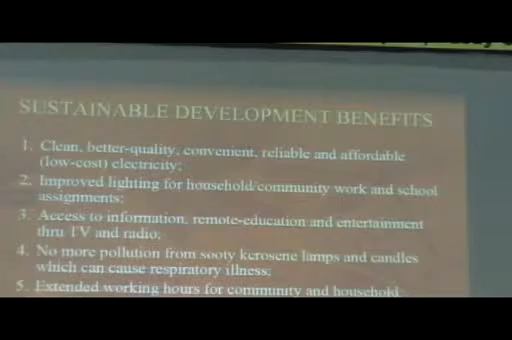 SUSTAINABLE DEVELOPMENT BENEFITS
1. Clean, better-quality, convenient, reliable and affordable
(low-cost) electricity;
2. Improved lighting for household/community work and school
assignments;
3. Access to information, remote-education and entertainment
thru TV and radio;
4. No more pollution from sooty kerosene lamps and candles
which can cause respiratory illness;
5. Extended working hours for community and household